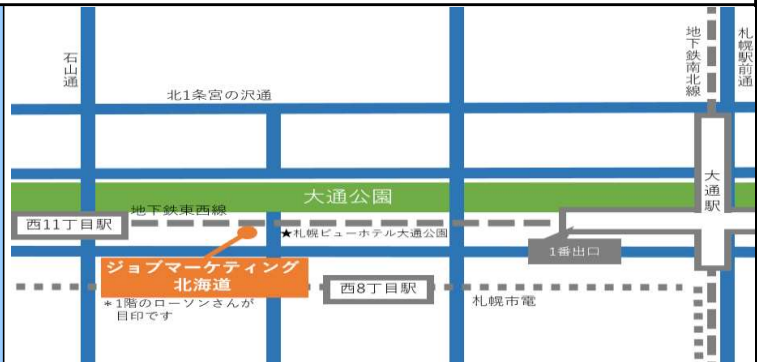 石山通
北1条宮の沢通
地下鉄南北線
札幌駅前通
大通公園
大通駅
地下鉄東西線
西11丁目駅
★札幌ビューホテル大通公園
1番出口
ジョブマーケティング
北海道
西8丁目駅
札幌市電
＊1階のローソンさんが
目印です